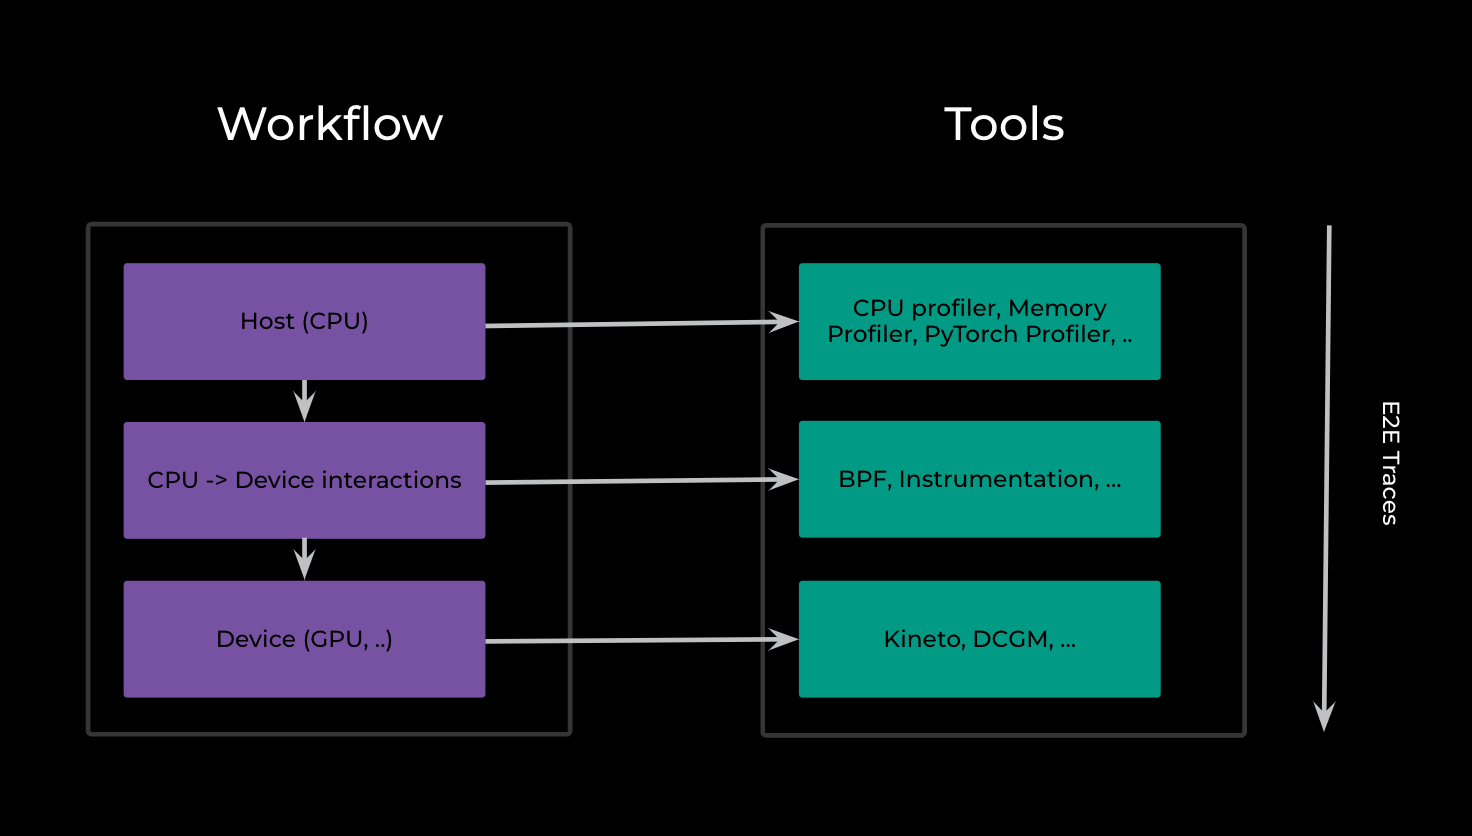 Workflow
Tools
Host (CPU)
CPU profiler, Memory
Profiler, PyTorch Profiler, ..
CPU -> Device interactions
BPF, Instrumentation, ...
Device (GPU, ..)
Kineto, DCGM, ...
E2E Traces